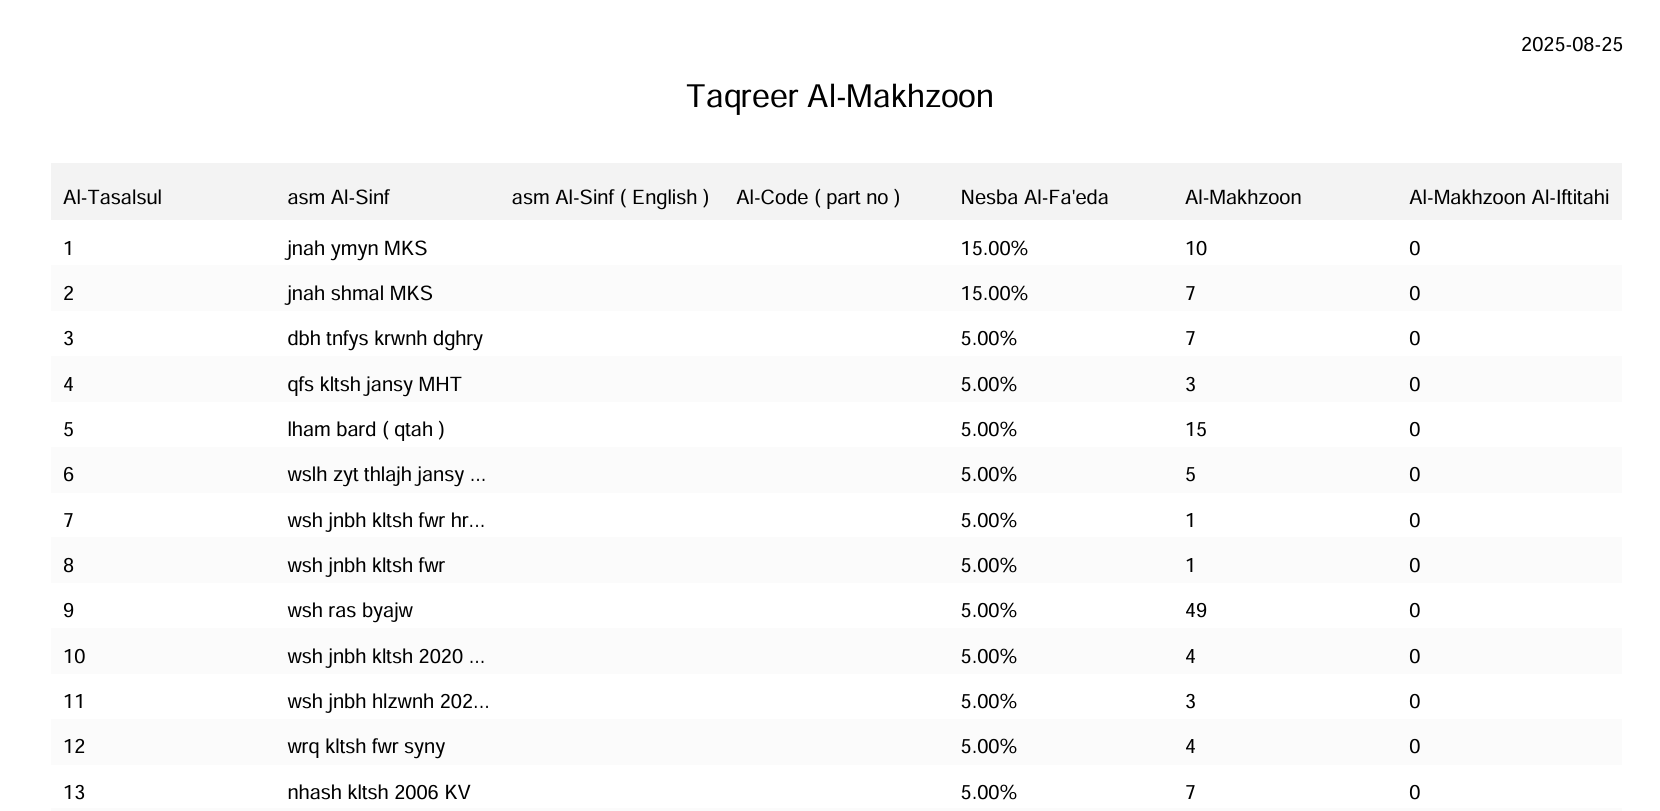 2025-08-25
Taqreer Al-Makhzoon
Al-Tasalsul asm Al-Sinf asm Al-Sinf ( English ) Al-Code ( part no ) Nesba Al-Fa'eda Al-Makhzoon Al-Makhzoon Al-Iftitahi
1 jnah ymyn MKS 15.00% 10 0
2 jnah shmal MKS 15.00% 7 0
3 dbh tnfys krwnh dghry 5.00% 7 0
4 qfs kltsh jansy MHT 5.00% 3 0
5 lham bard ( qtah ) 5.00% 15 0
6 wslh zyt thlajh jansy ... 5.00% 5 0
7 wsh jnbh kltsh fwr hr... 5.00% 1 0
8 wsh jnbh kltsh fwr 5.00% 1 0
9 wsh ras byajw 5.00% 49 0
10 wsh jnbh kltsh 2020 ... 5.00% 4 0
11 wsh jnbh hlzwnh 202... 5.00% 3 0
12 wrq kltsh fwr syny 5.00% 4 0
13 nhash kltsh 2006 KV 5.00% 7 0